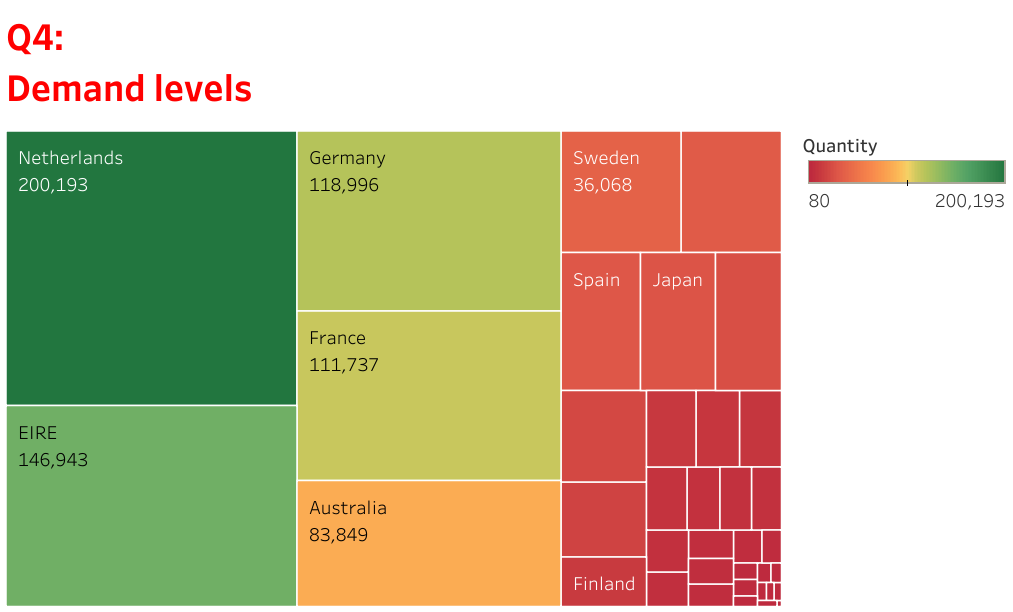 Q4:
Demand levels
Netherlands
200,193
Germany
118,996
Sweden
36,068
Quantity
80
200,193
Spain
Japan
France
111,737
EIRE
146,943
Australia
83,849
Finland